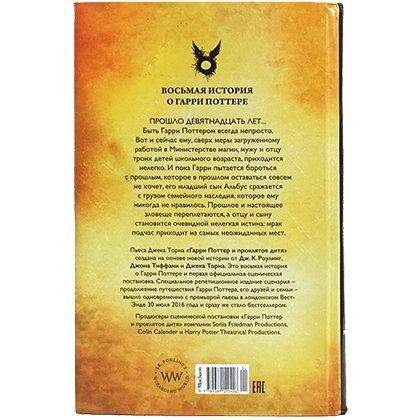 ВОСЬМАЯ ИСТОРИЯ
О ГАРРИ ПОТТЕРЕ
ПРОШЛО ДЕВЯТНАДЦАТЬ ЛЕТ...
Быть Гарри Поттером всегда непросто.
Вот и сейчас ему, сверх меры загруженному
работой в Министерстве магии, мужу и отцу
троих детей школьного возраста, приходится
нелегко. И пока Гарри пытается бороться
с прошлым, которое в прошлом оставаться совсем
не хочет, его младший сын Альбус сражается
с грузом семейного наследия, которое ему
никогда не нравилось. Прошлое и настоящее
зловеще переплетаются, а отцу и сыну
становится очевидной нелегкая истина; мрак
подчас приходит из самых неожиданных мест.
Пьеса Джека Торна «Гарри Поттер и проклятое дитя»
создана на основе новой истории от Дж. К. Роулинг,
Джона Тиффани и Джека Торна. Это восьмая история
о Гарри Поттере и первая официальная сценическая
постановка. Специальное репетиционное издание сценария –
продолжение путешествия Гарри Поттера, его друзей и семьи –
вышло одновременно с премьерой пьесы в лондонском Вест-
Энде 30 июля 2016 года и сразу же стало бестселлером.
Продюсеры сценической постановки «Гарри Поттер
и проклятое дитя» компании Sonia Friedman Productions,
Colin Callender и Harry Potter Theatrical Productions.
J.K. ROWLING'S
WW
WIZARDING WORLD
Machaon
EAC